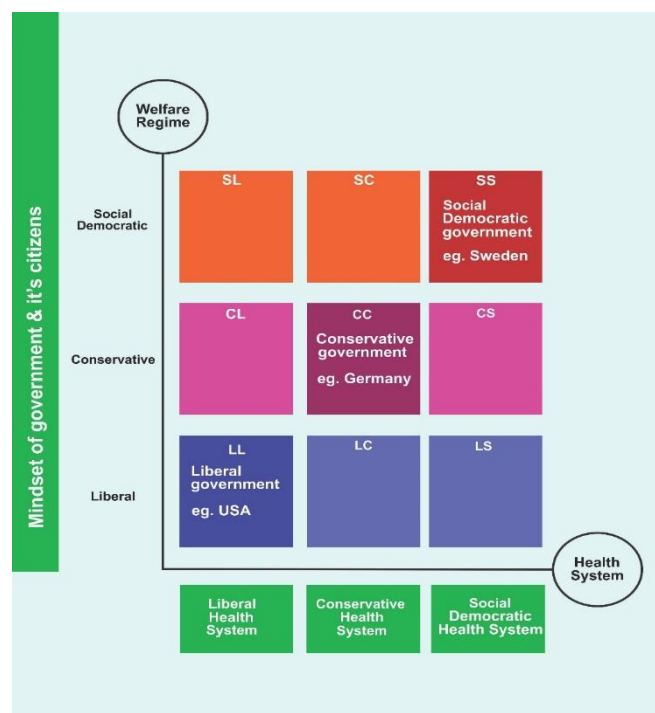 Mindset of government & it's citizens
Welfare
Regime
Social
Democratic
SL
SC
SS
Social
Democratic
government
eg. Sweden
Conservative
CL
CC
Conservative
government
eg. Germany
CS
Liberal
LL
Liberal
government
eg. USA
LC
LS
Health
System
Liberal
Health
System
Conservative
Health
System
Social
Democratic
Health System